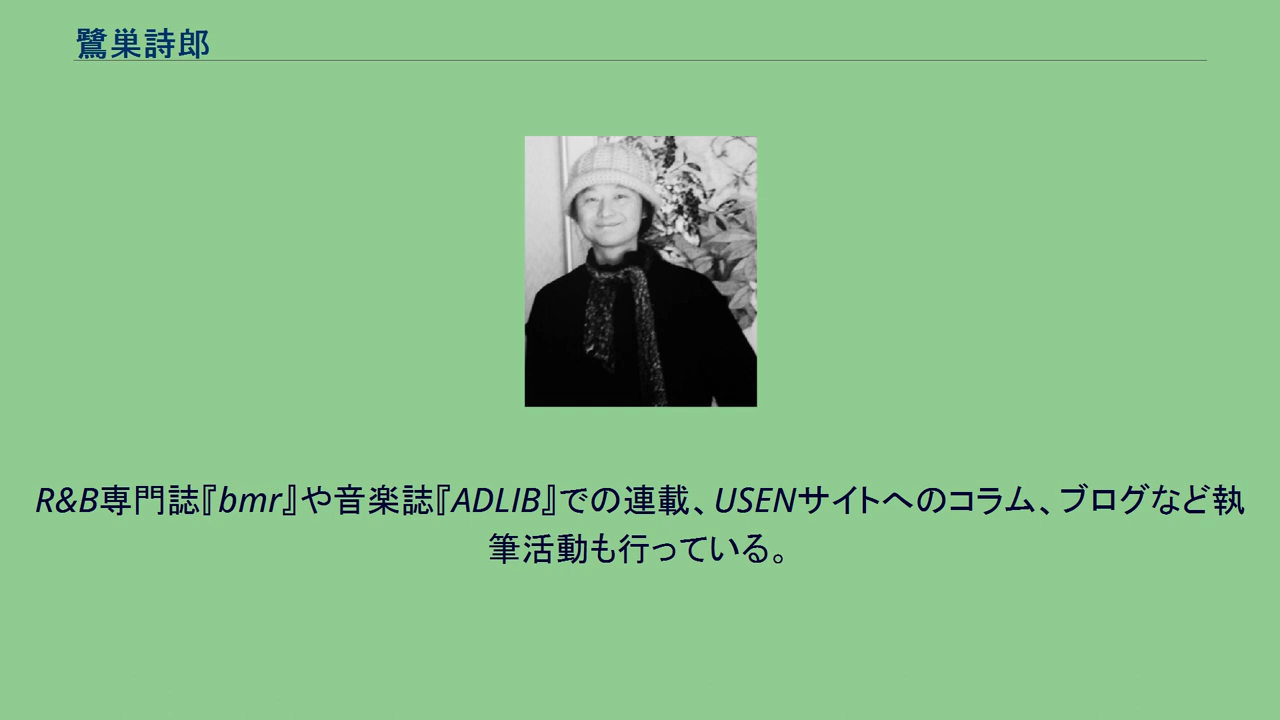 鷺巣詩郎
R&B専門誌『bmr』や音楽誌『ADLIB』での連載、USENサイトへのコラム、ブログなど執
筆活動も行っている。